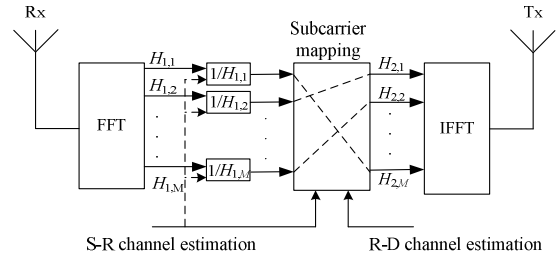 Rx
Tx
Subcarrier
mapping
FFT
H1,1
H1,2
H1,M
1/H1,1
1/H1,2
1/H1,M
H2,1
H2,2
H2,M
IFFT
S-R channel estimation
R-D channel estimation